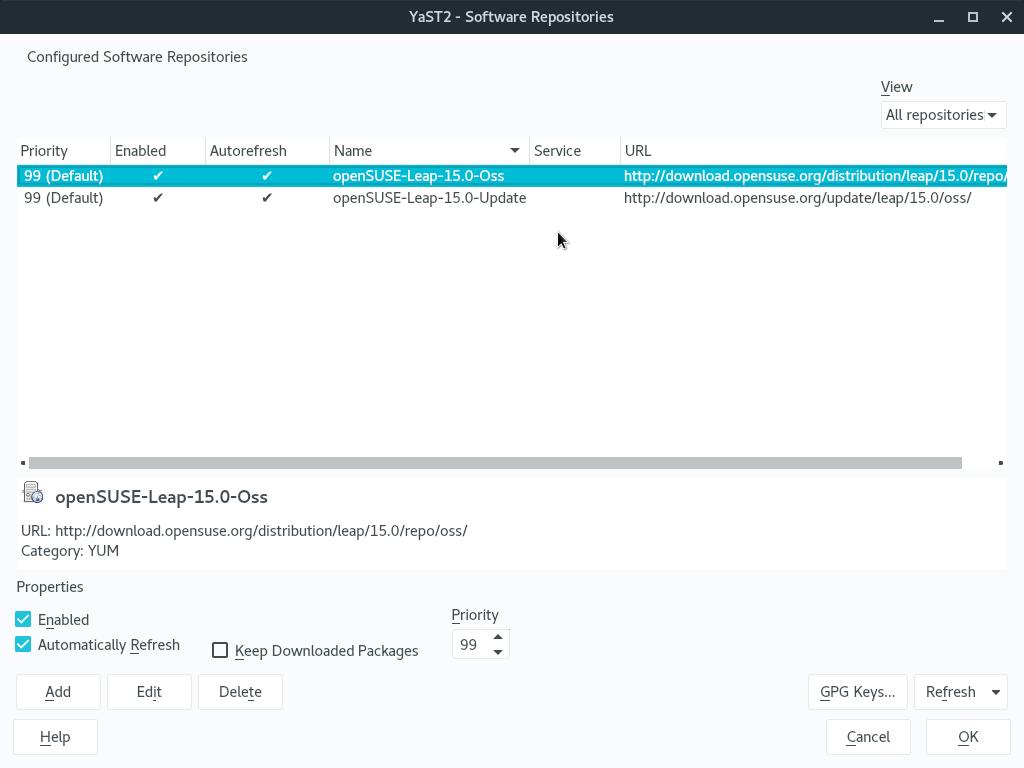 YaST2 - Software Repositories
Configured Software Repositories
View
All repositories
Priority Enabled Autorefresh Name Service URL
99 (Default) ✔ ✔ openSUSE-Leap-15.0-Oss http://download.opensuse.org/distribution/leap/15.0/repo/
99 (Default) ✔ ✔ openSUSE-Leap-15.0-Update http://download.opensuse.org/update/leap/15.0/oss/
openSUSE-Leap-15.0-Oss
URL: http://download.opensuse.org/distribution/leap/15.0/repo/oss/
Category: YUM
Properties
Enabled
Automatically Refresh
Keep Downloaded Packages
Priority
99
Add Edit Delete GPG Keys... Refresh
Help Cancel OK